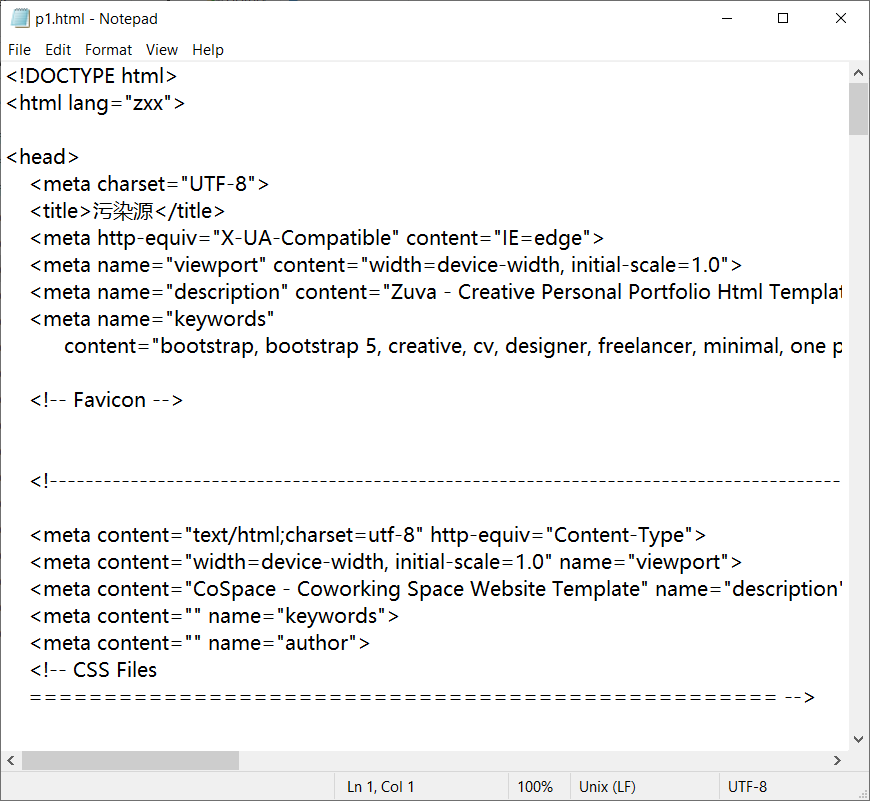 p1.html - Notepad
File Edit Format View Help
<!DOCTYPE html>
<html lang="zxx">
<head>
<meta charset="UTF-8">
<title>污染源</title>
<meta http-equiv="X-UA-Compatible" content="IE=edge">
<meta name="viewport" content="width=device-width, initial-scale=1.0">
<meta name="description" content="Zuva - Creative Personal Portfolio Html
<meta name="keywords"
content="bootstrap, bootstrap 5, creative, cv, designer, freelancer, minimal, one
<!-- Favicon -->
<!----------------------------------------------------------------------------------------
<meta content="text/html;charset=utf-8" http-equiv="Content-Type">
<meta content="width=device-width, initial-scale=1.0" name="viewport">
<meta content="CoSpace - Coworking Space Website Template" name="description"
<meta content="" name="keywords">
<meta content="" name="author">
<!-- CSS Files
================================================== -->
Ln 1, Col 1 100% Unix (LF) UTF-8